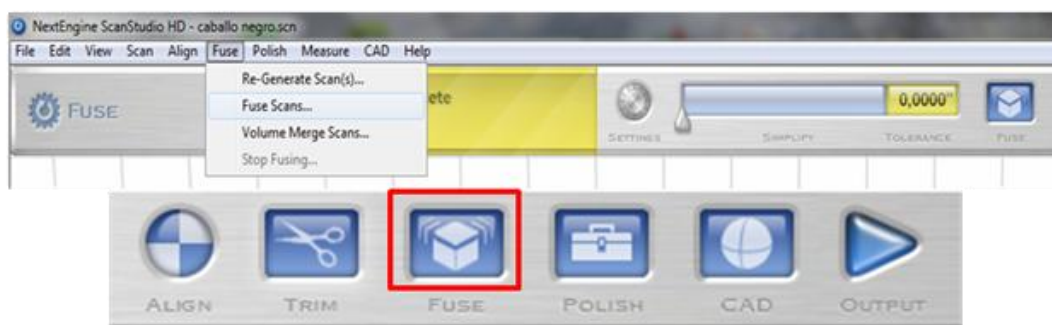 NextEngine ScanStudio HD - caballo negro.scn
File Edit View Scan Align Fuse Polish Measure CAD Help
Re-Generate Scan(s)...
Fuse Scans...
Volume Merge Scans...
Stop Fusing...
FUSE
ete
0,0000"
SETTINGS SIMPLIFY TOLERANCE FUSE
ALIGN TRIM FUSE POLISH CAD OUTPUT